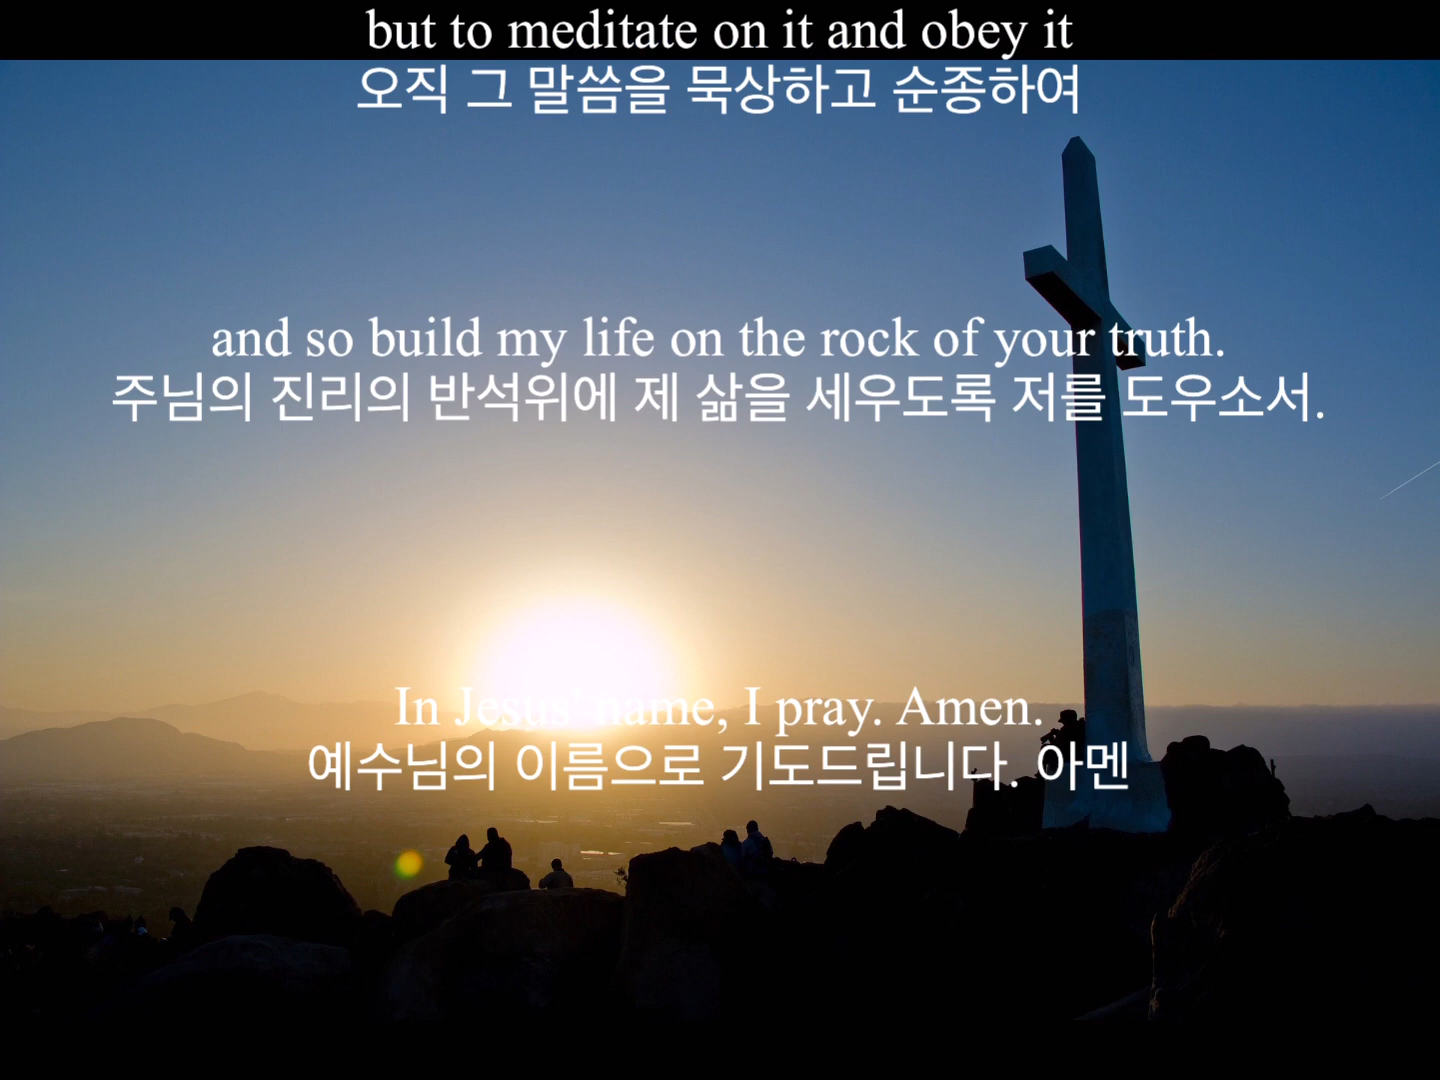 but to meditate on it and obey it
오직 그 말씀을 묵상하고 순종하여
and so build my life on the rock of your truth.
주님의 진리의 반석위에 제 삶을 세우도록 저를 도우소서.
In Jesus' name, I pray. Amen.
예수님의 이름으로 기도드립니다. 아멘